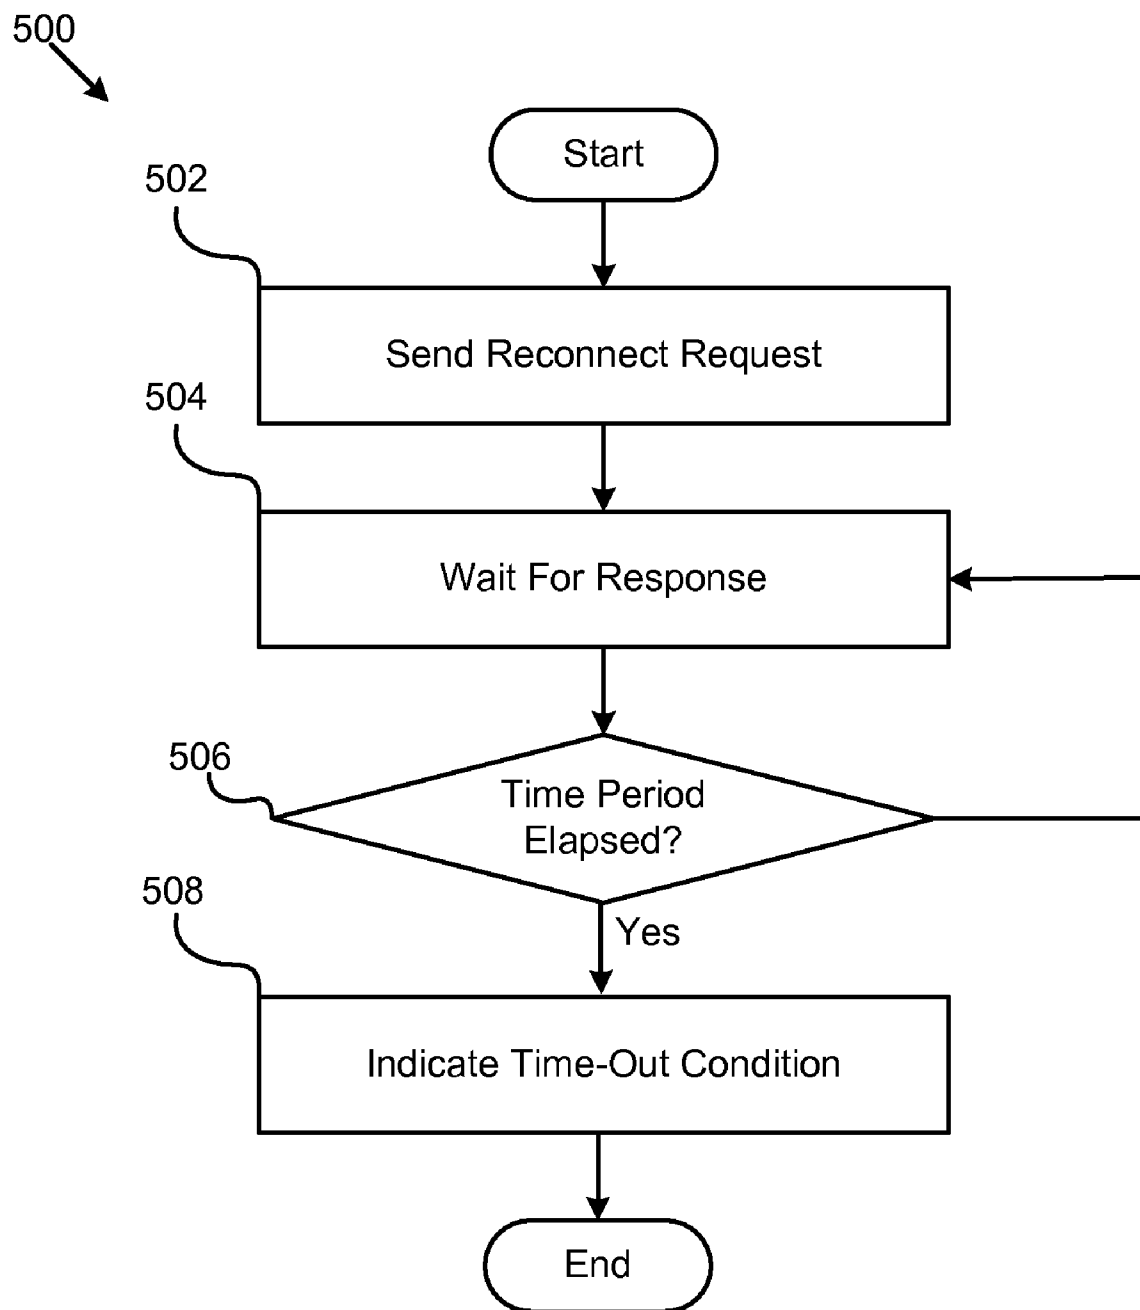 500
Start
502
Send Reconnect Request
504
Wait For Response
506
Time Period
Elapsed?
508
Yes
Indicate Time-Out Condition
End